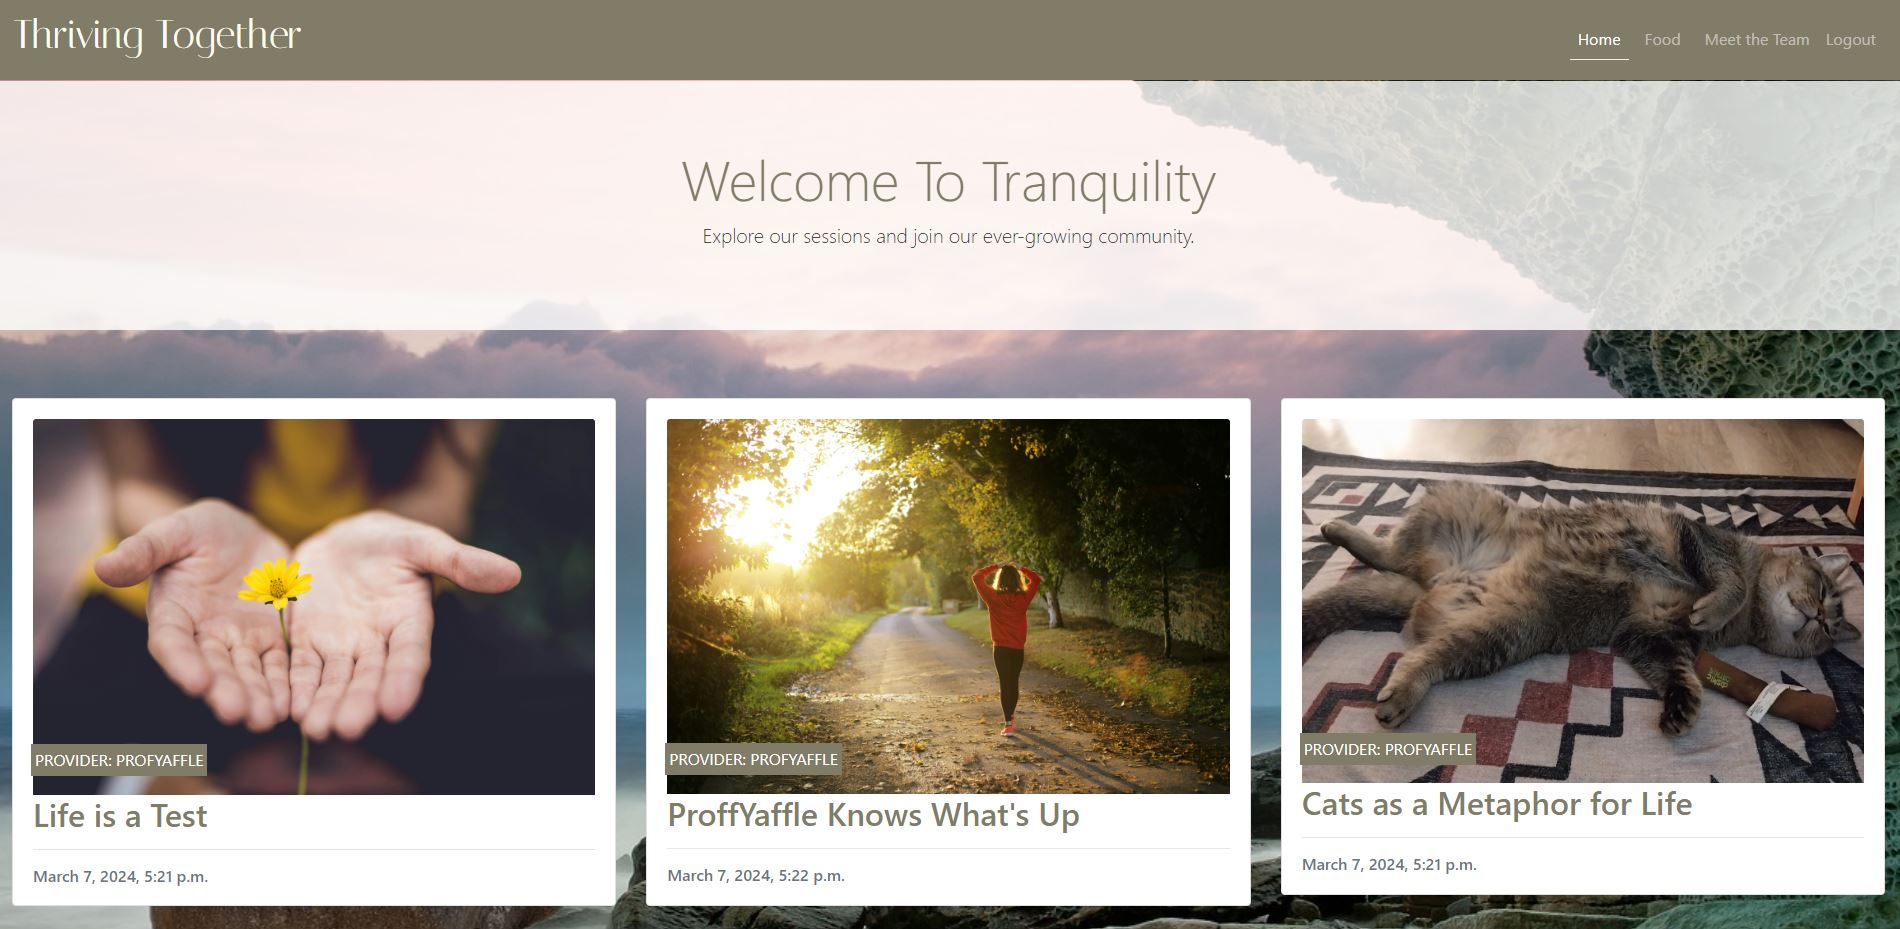 Thriving Together
Home Food Meet the Team Logout
Welcome To Tranquility
Explore our sessions and join our ever-growing community.
PROVIDER: PROFYAFFLE
Life is a Test
March 7, 2024, 5:21 p.m.
PROVIDER: PROFYAFFLE
ProffYaffle Knows What's Up
March 7, 2024, 5:22 p.m.
PROVIDER: PROFYAFFLE
Cats as a Metaphor for Life
March 7, 2024, 5:21 p.m.